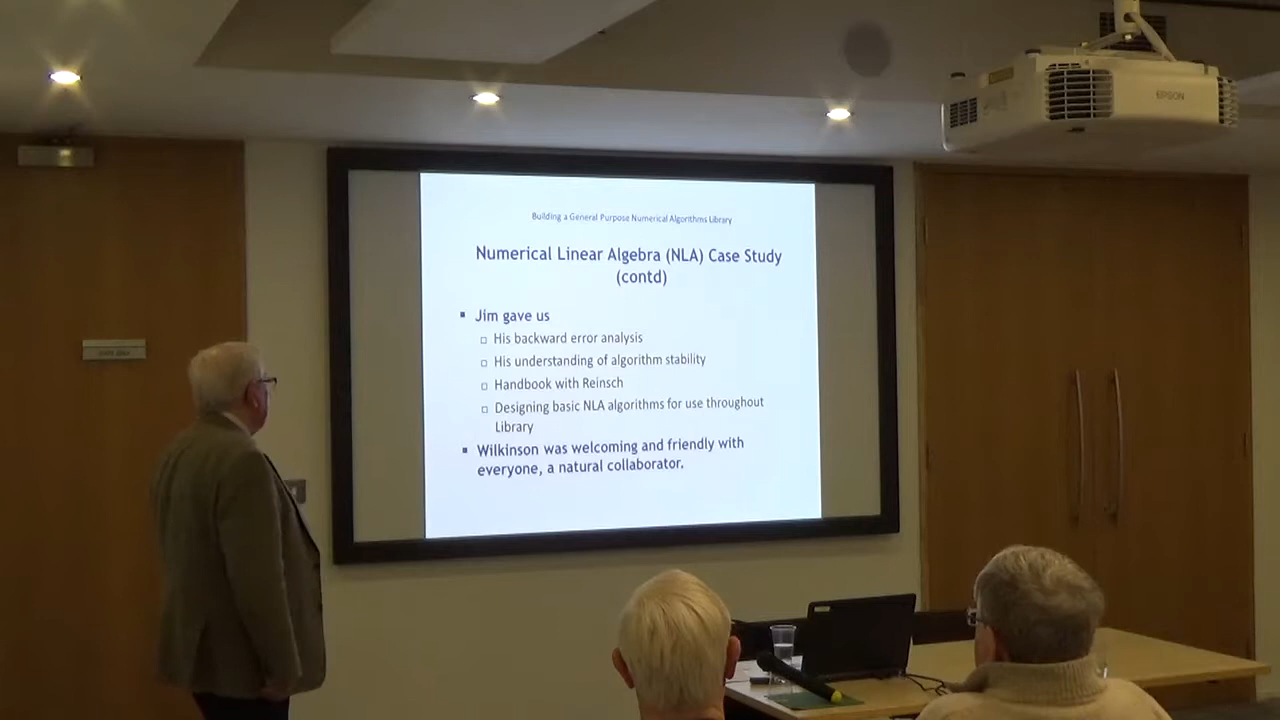 EPSON
Building a General Purpose Numerical Algorithms Library
Numerical Linear Algebra (NLA) Case Study
(contd)
Jim gave us
His backward error analysis
His understanding of algorithm stability
Handbook with Reinsch
Designing basic NLA algorithms for use throughout
Library
Wilkinson was welcoming and friendly with
everyone, a natural collaborator.